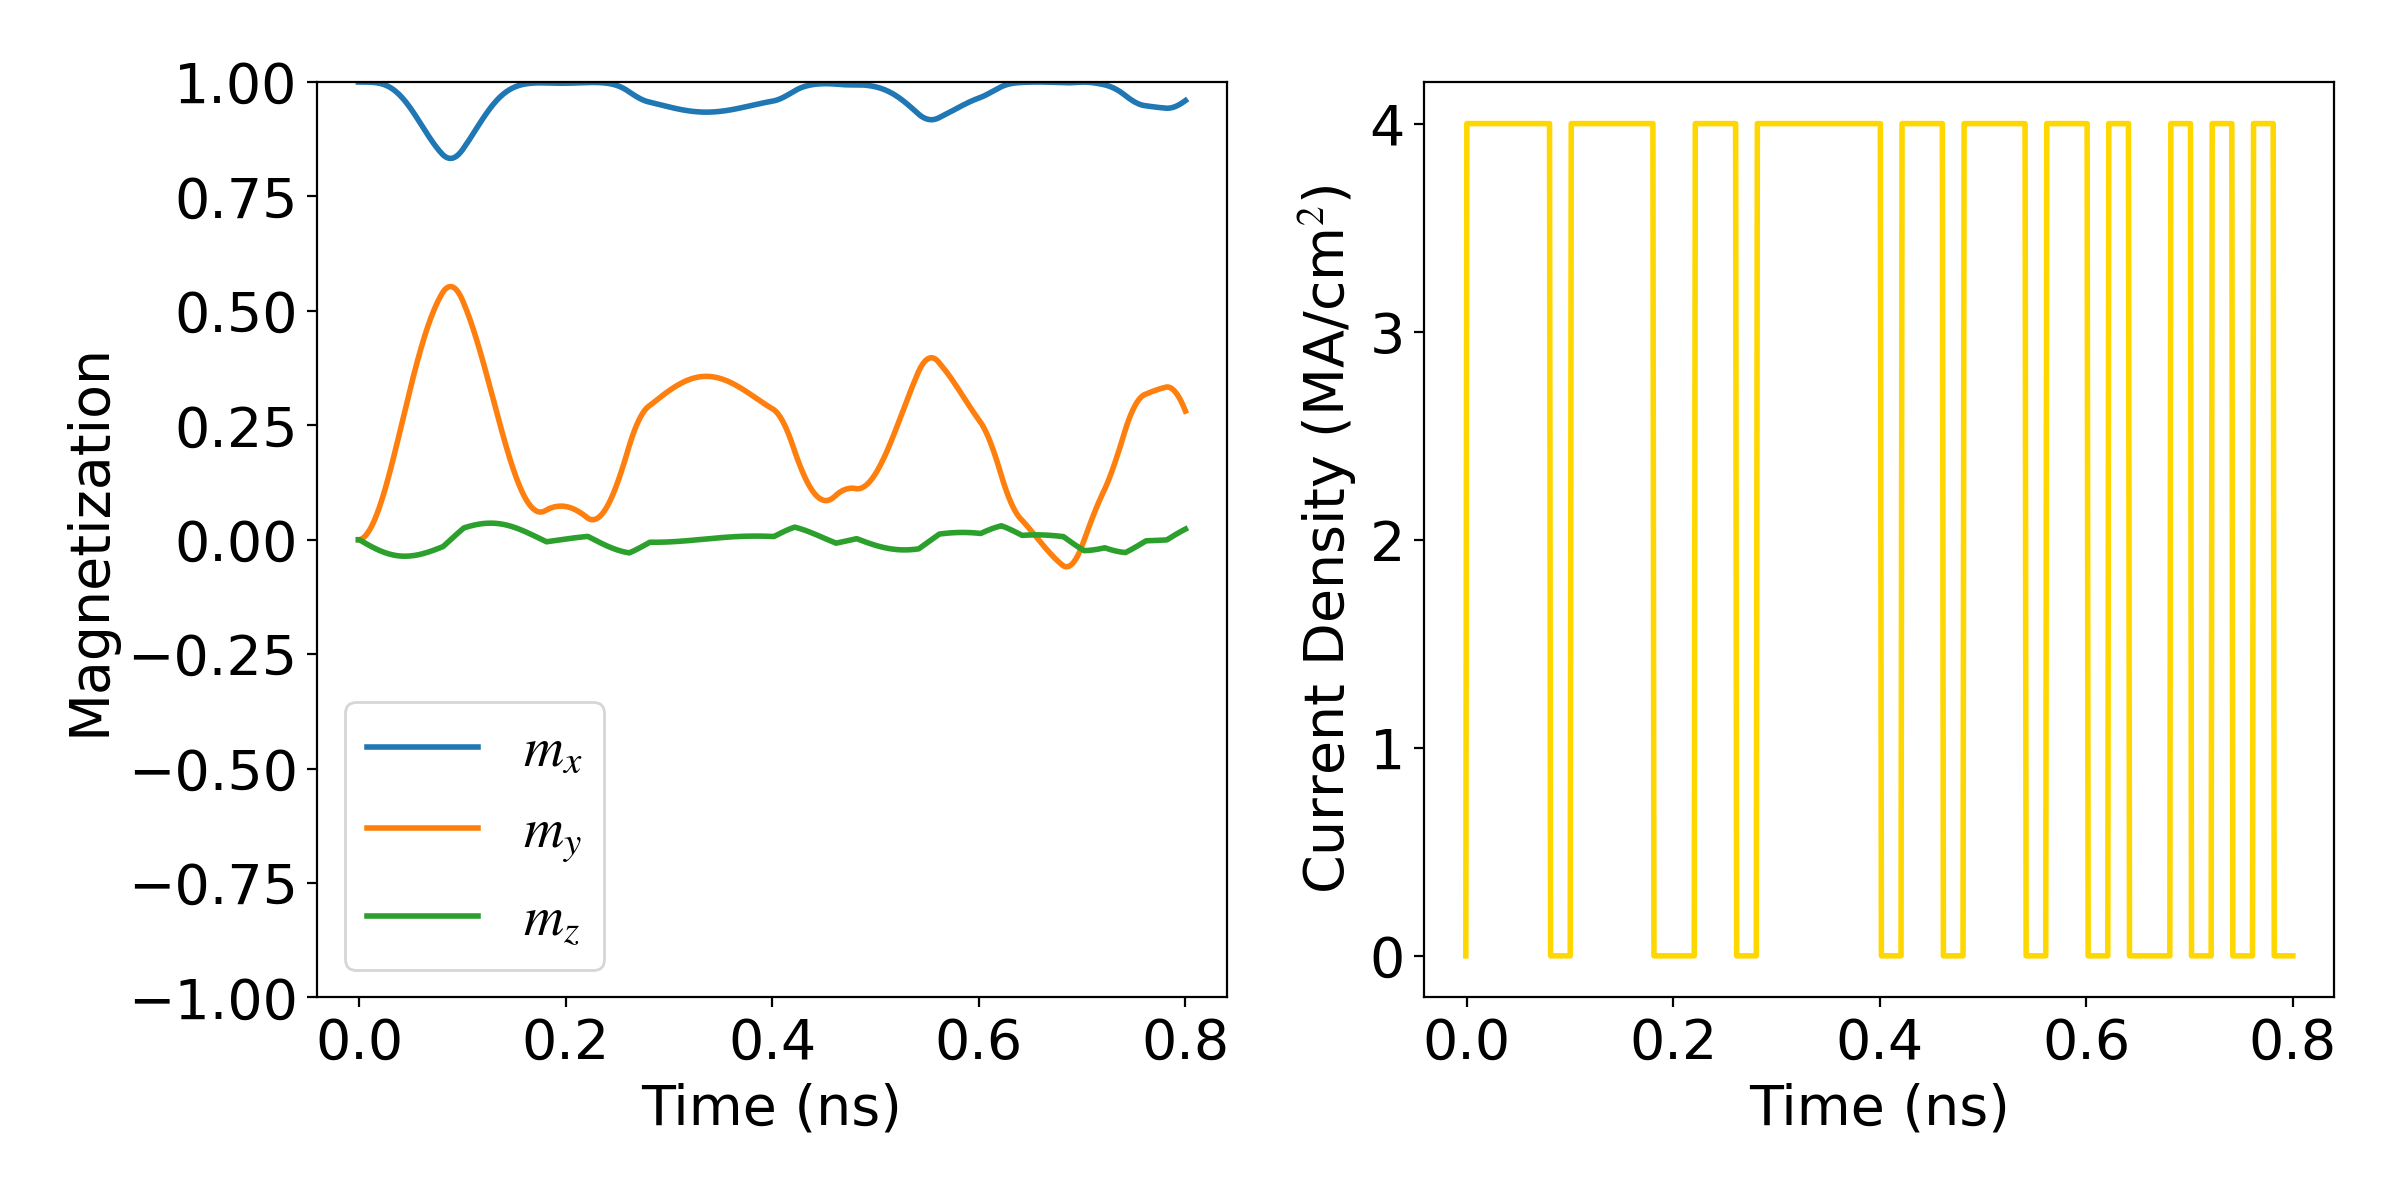 Magnetization
1.00
0.75
0.50
0.25
0.00
−0.25
−0.50
−0.75
−1.00
m_x
m_y
m_z
0.0 0.2 0.4 0.6 0.8
Time (ns)
Current Density (MA/cm²)
4
3
2
1
0
0.0 0.2 0.4 0.6 0.8
Time (ns)